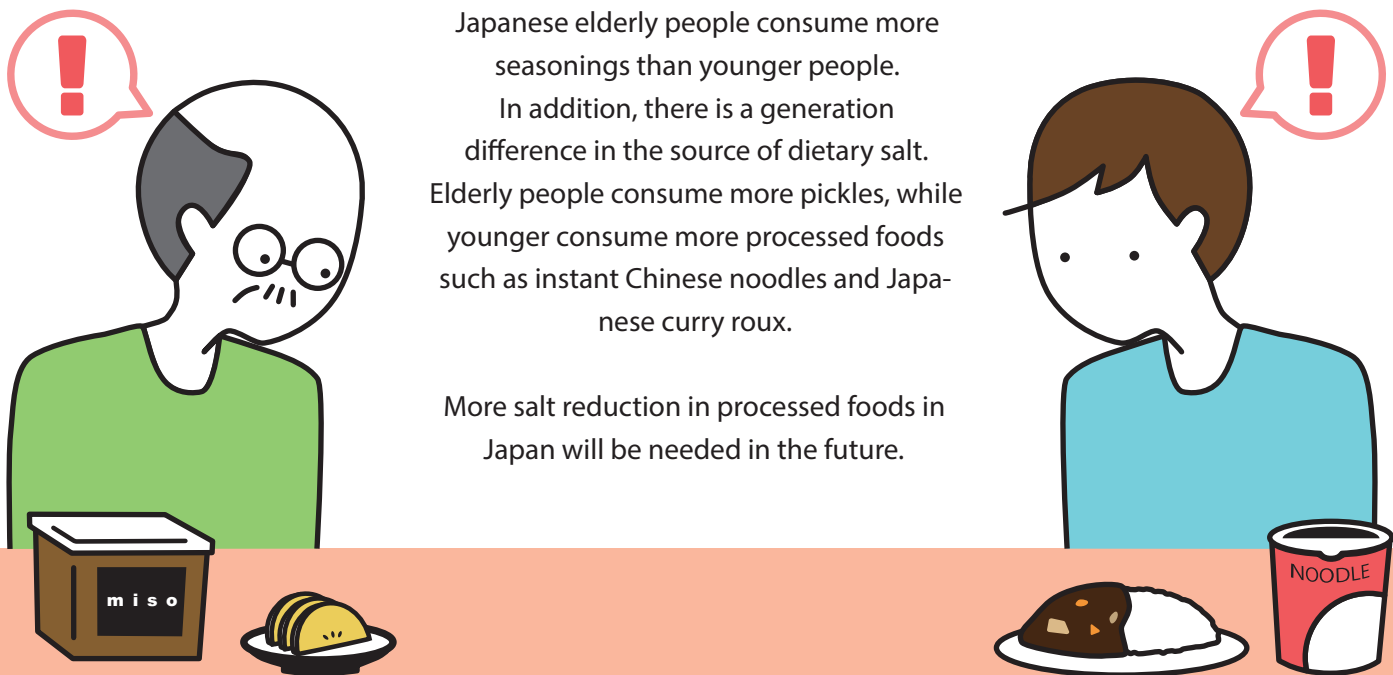 Japanese elderly people consume more
seasonings than younger people.
In addition, there is a generation
difference in the source of dietary salt.
Elderly people consume more pickles, while
younger consume more processed foods
such as instant Chinese noodles and Japa-
nese curry roux.
More salt reduction in processed foods in
Japan will be needed in the future.
miso
NOODLE